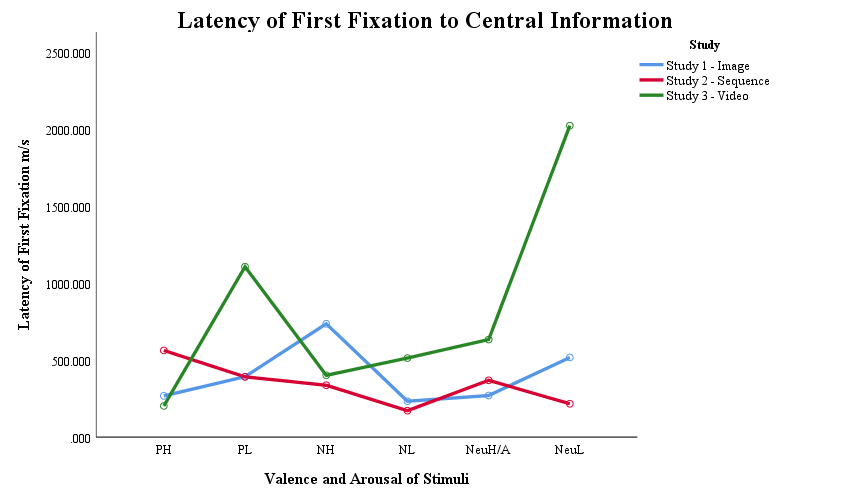 Latency of First Fixation to Central Information
Study
Study 1 - Image
Study 2 - Sequence
Study 3 - Video
Latency of First Fixation m/s
2500.000
2000.000
1500.000
1000.000
500.000
.000
PH PL NH NL NeuH/A NeuL
Valence and Arousal of Stimuli